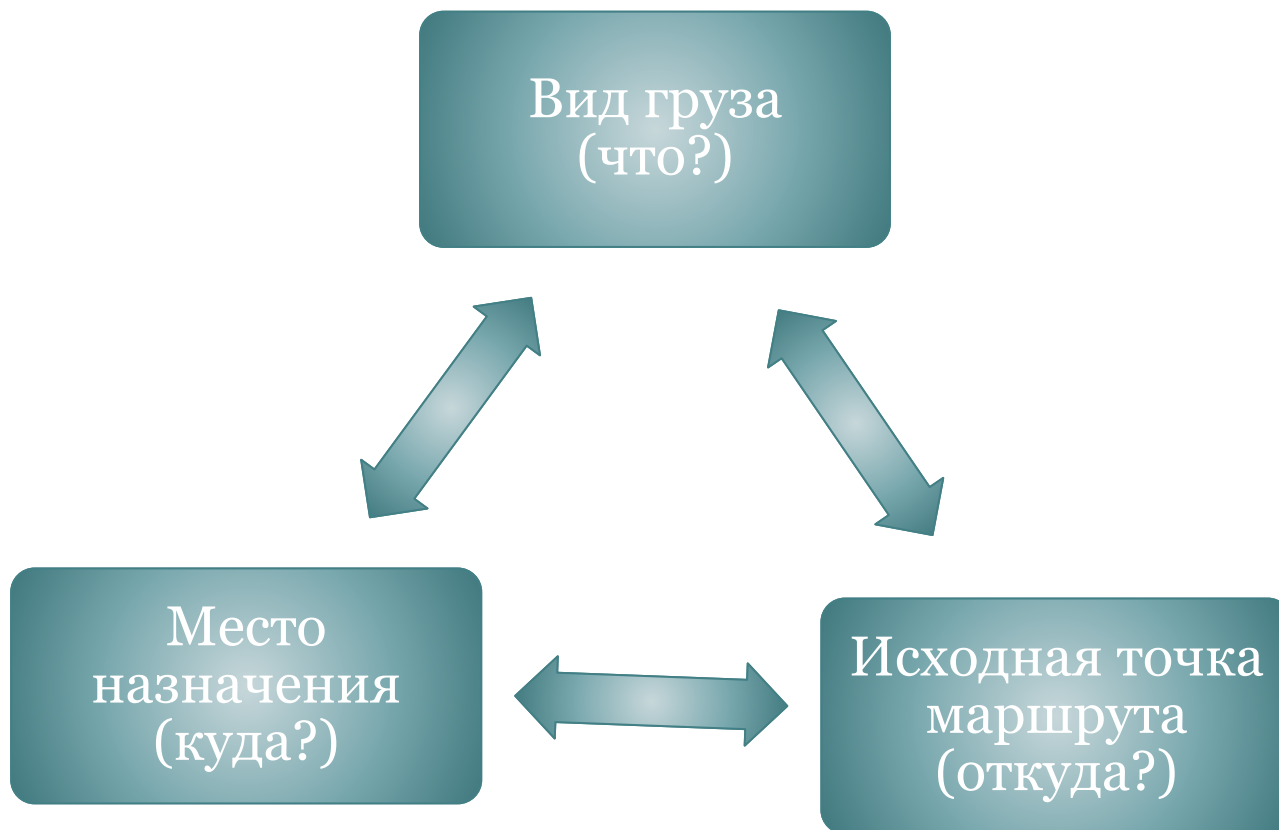 Вид груза
(что?)
Место
назначения
(куда?)
Исходная точка
маршрута
(откуда?)